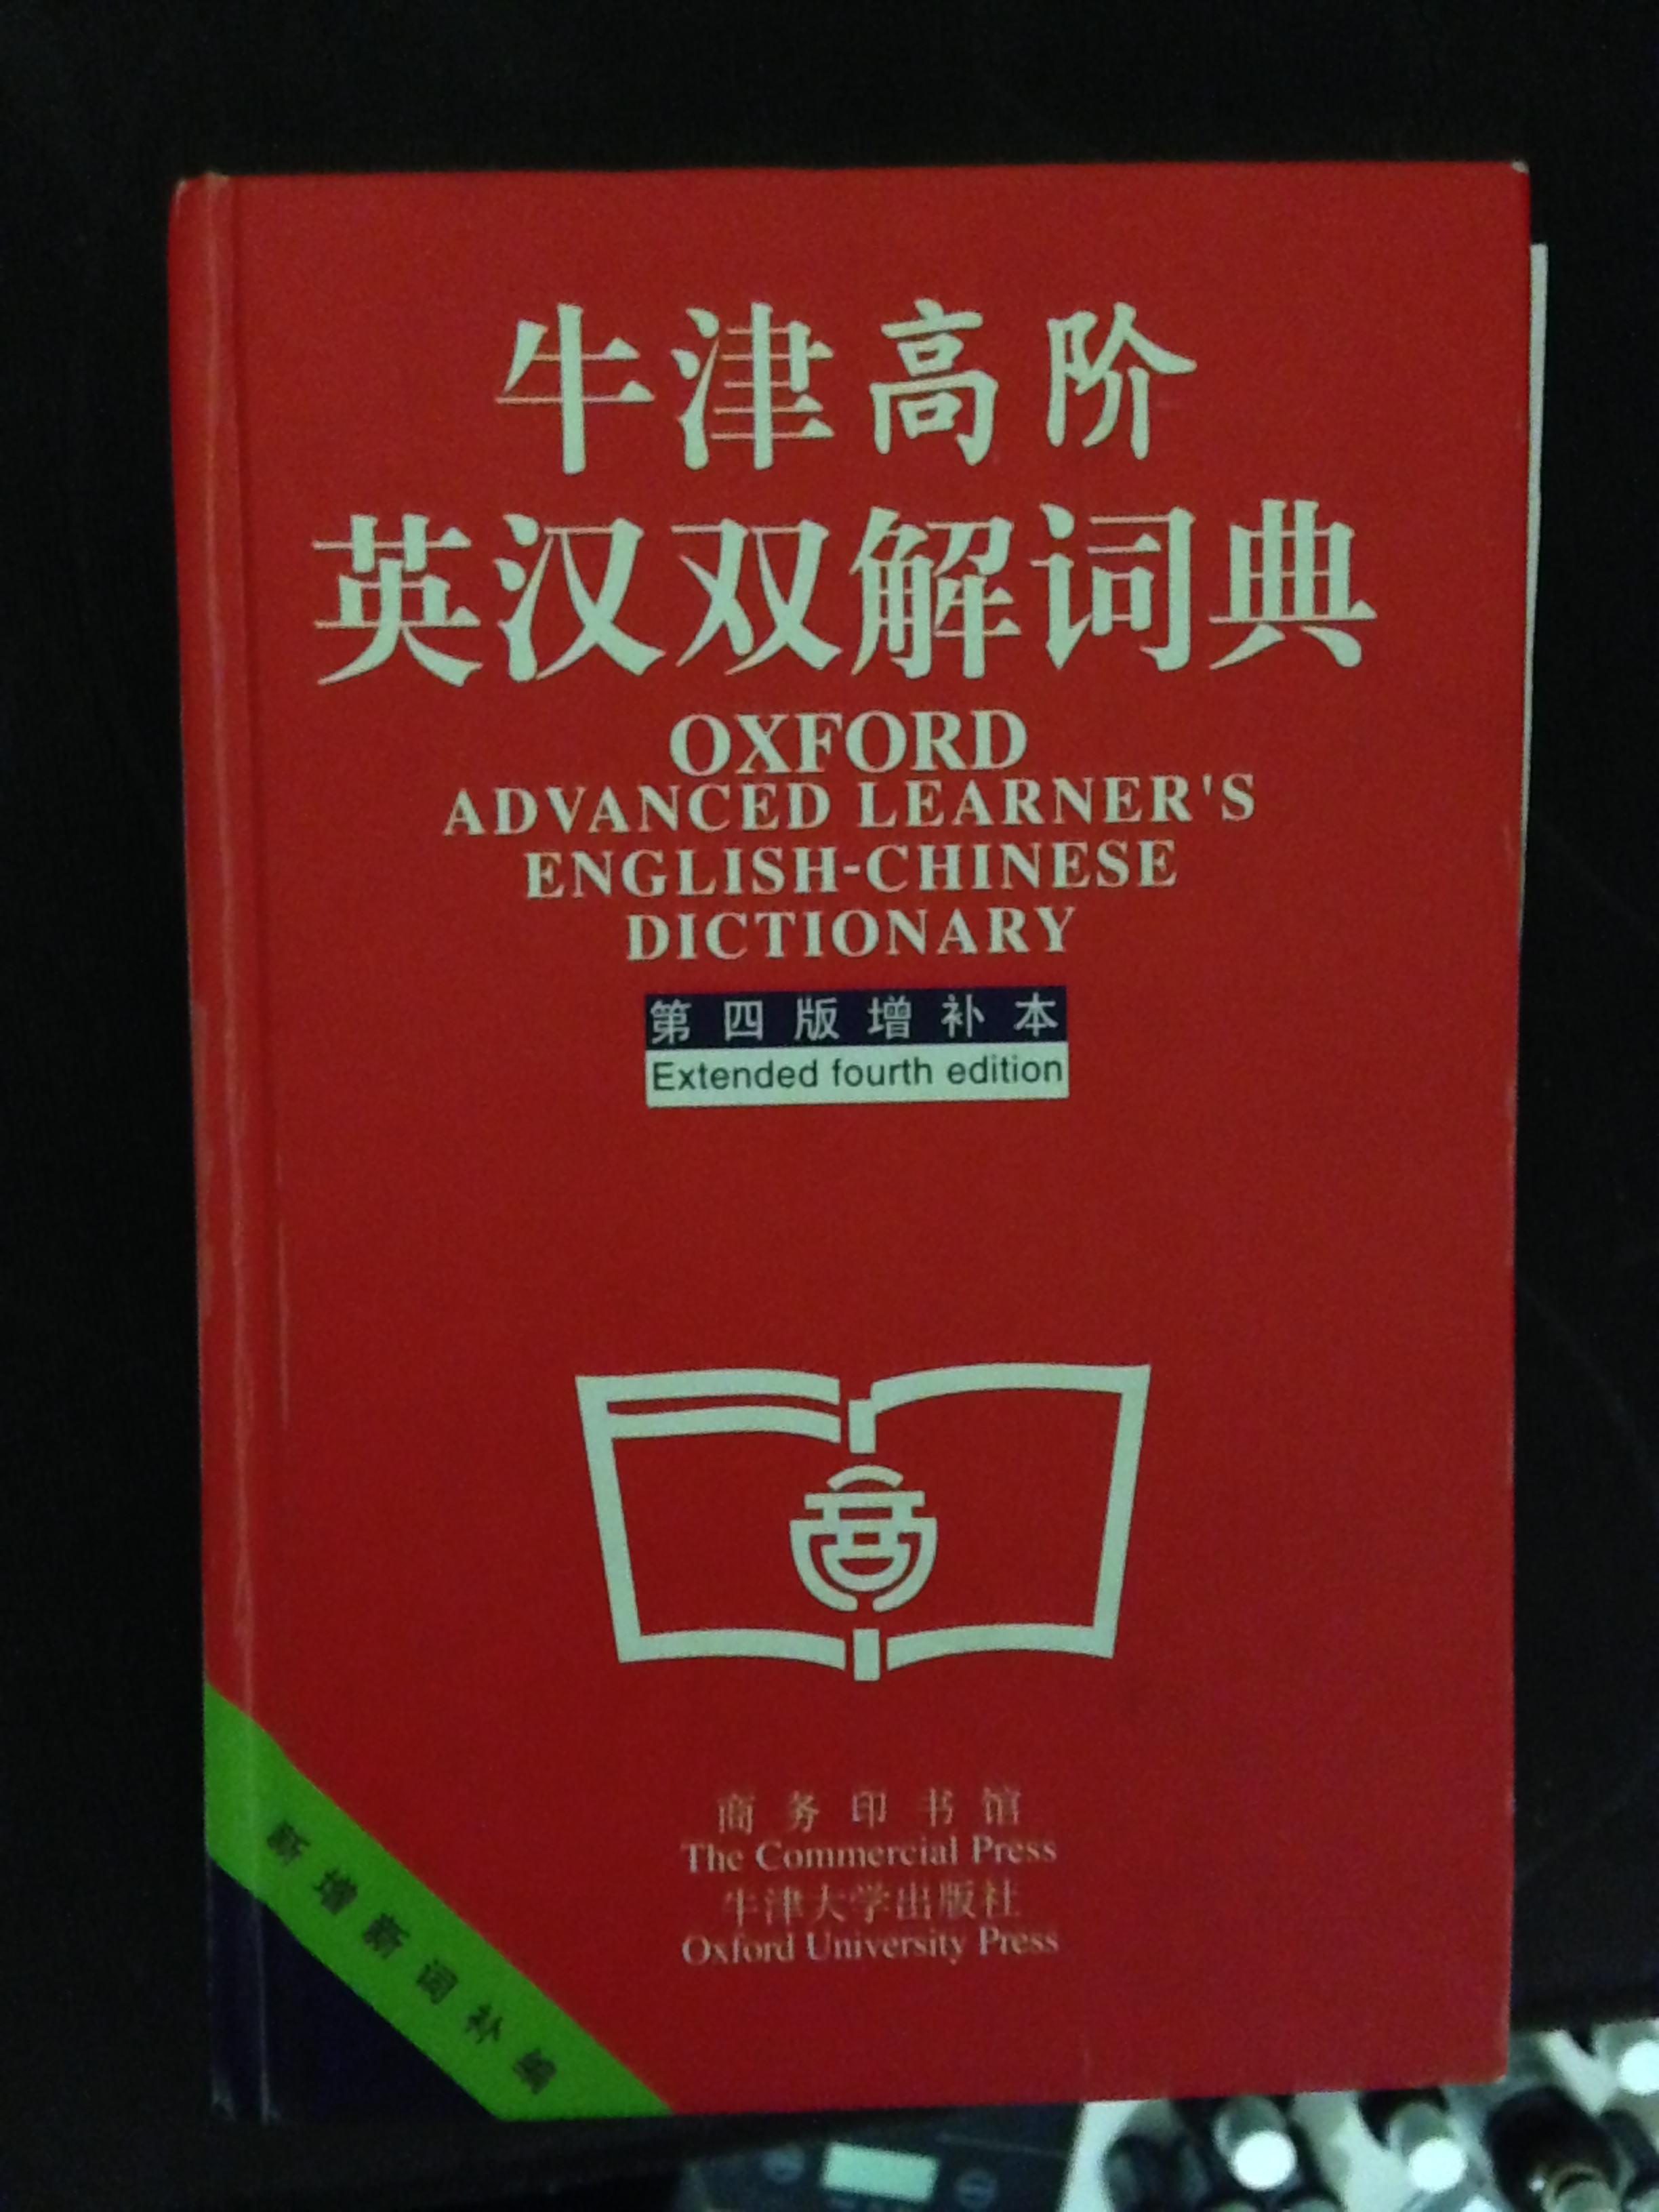 牛津高阶
英汉双解词典
OXFORD
ADVANCED LEARNER'S
ENGLISH-CHINESE
DICTIONARY
第四版增补本
Extended fourth edition
商
商务印书馆
The Commercial Press
牛津大学出版社
Oxford University Press
新增新词补编